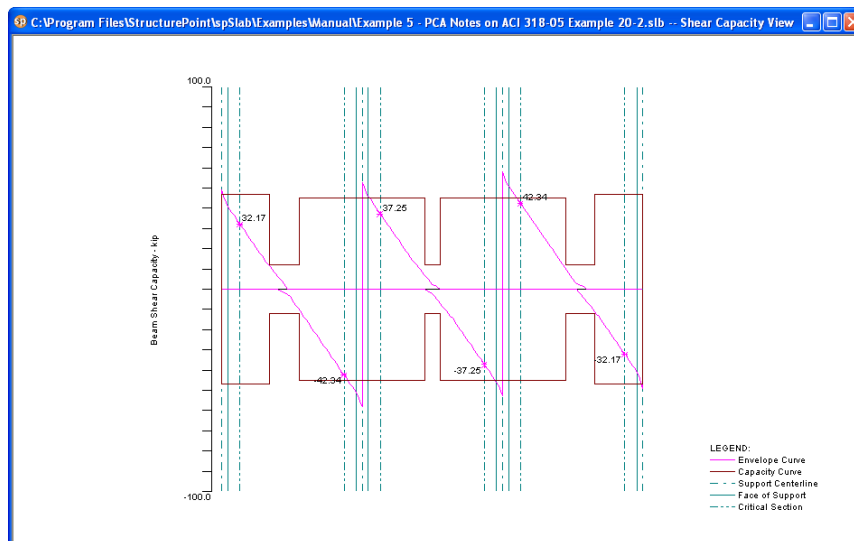 C:\Program Files\StructurePoint\spSlab\Examples\Manual\Example 5 - PCA Notes on ACI 318-05 Example 20-2.slb -- Shear Capacity View
100.0
42.34
37.25
32.17
Beam Shear Capacity - kip
-32.17
-37.25
-42.34
-100.0
LEGEND:
Envelope Curve
Capacity Curve
Support Centerline
Face of Support
Critical Section